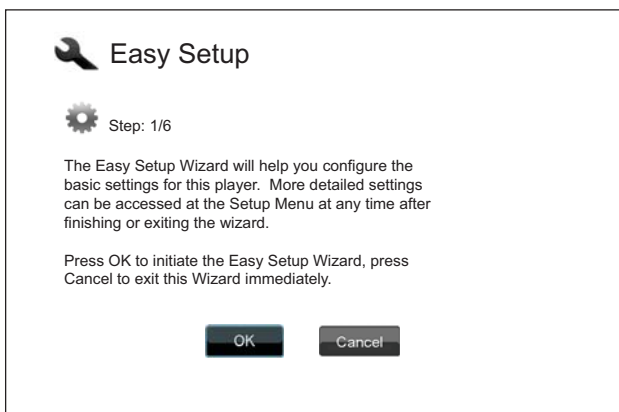 Easy Setup
Step: 1/6
The Easy Setup Wizard will help you configure the
basic settings for this player.  More detailed settings
can be accessed at the Setup Menu at any time after
finishing or exiting the wizard.
Press OK to initiate the Easy Setup Wizard, press
Cancel to exit this Wizard immediately.
OK
Cancel